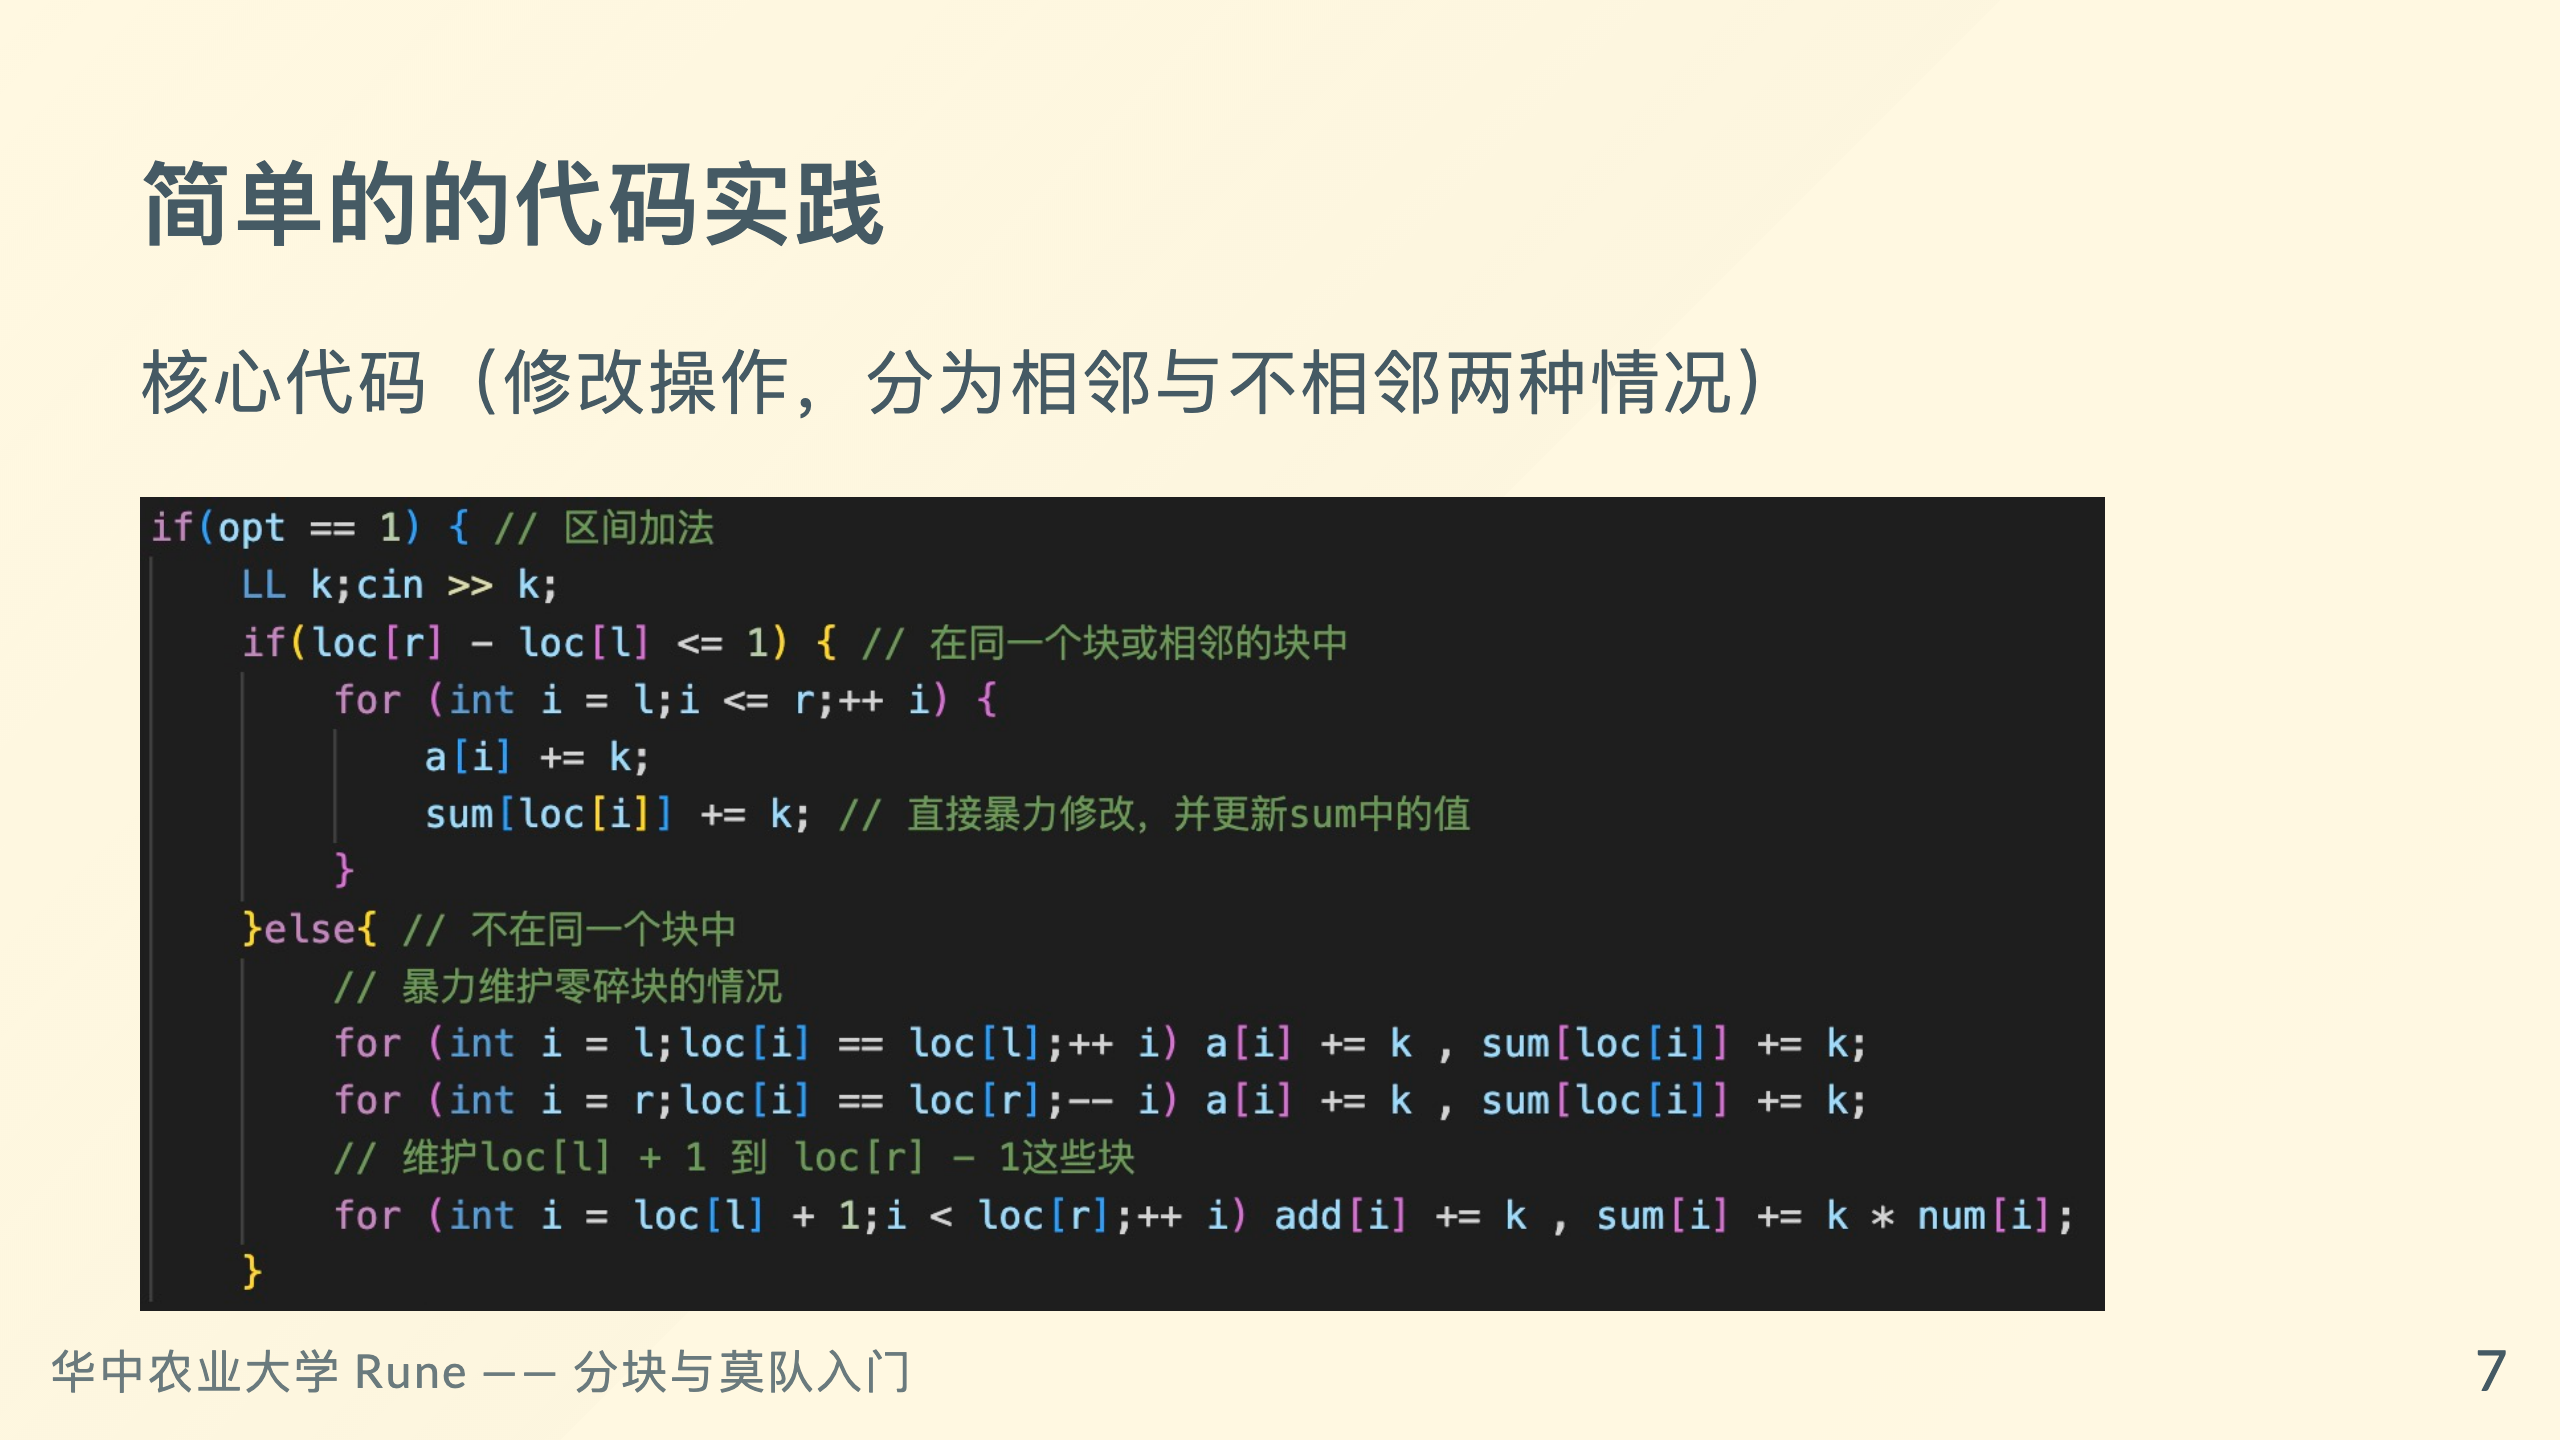 简单的的代码实践
核心代码（修改操作，分为相邻与不相邻两种情况）
if(opt == 1) { // 区间加法
LL k;cin >> k;
if(loc[r] - loc[l] <= 1) { // 在同一个块或相邻的块中
for (int i = l;i <= r;++ i) {
a[i] += k;
sum[loc[i]] += k; // 直接暴力修改，并更新sum中的值
}
}else{ // 不在同一个块中
// 暴力维护零碎块的情况
for (int i = l;loc[i] == loc[l];++ i) a[i] += k , sum[loc[i]] += k;
for (int i = r;loc[i] == loc[r];-- i) a[i] += k , sum[loc[i]] += k;
// 维护loc[l] + 1 到 loc[r] - 1这些块
for (int i = loc[l] + 1;i < loc[r];++ i) add[i] += k , sum[i] += k * num[i];
}
华中农业大学 Rune —— 分块与莫队入门
7